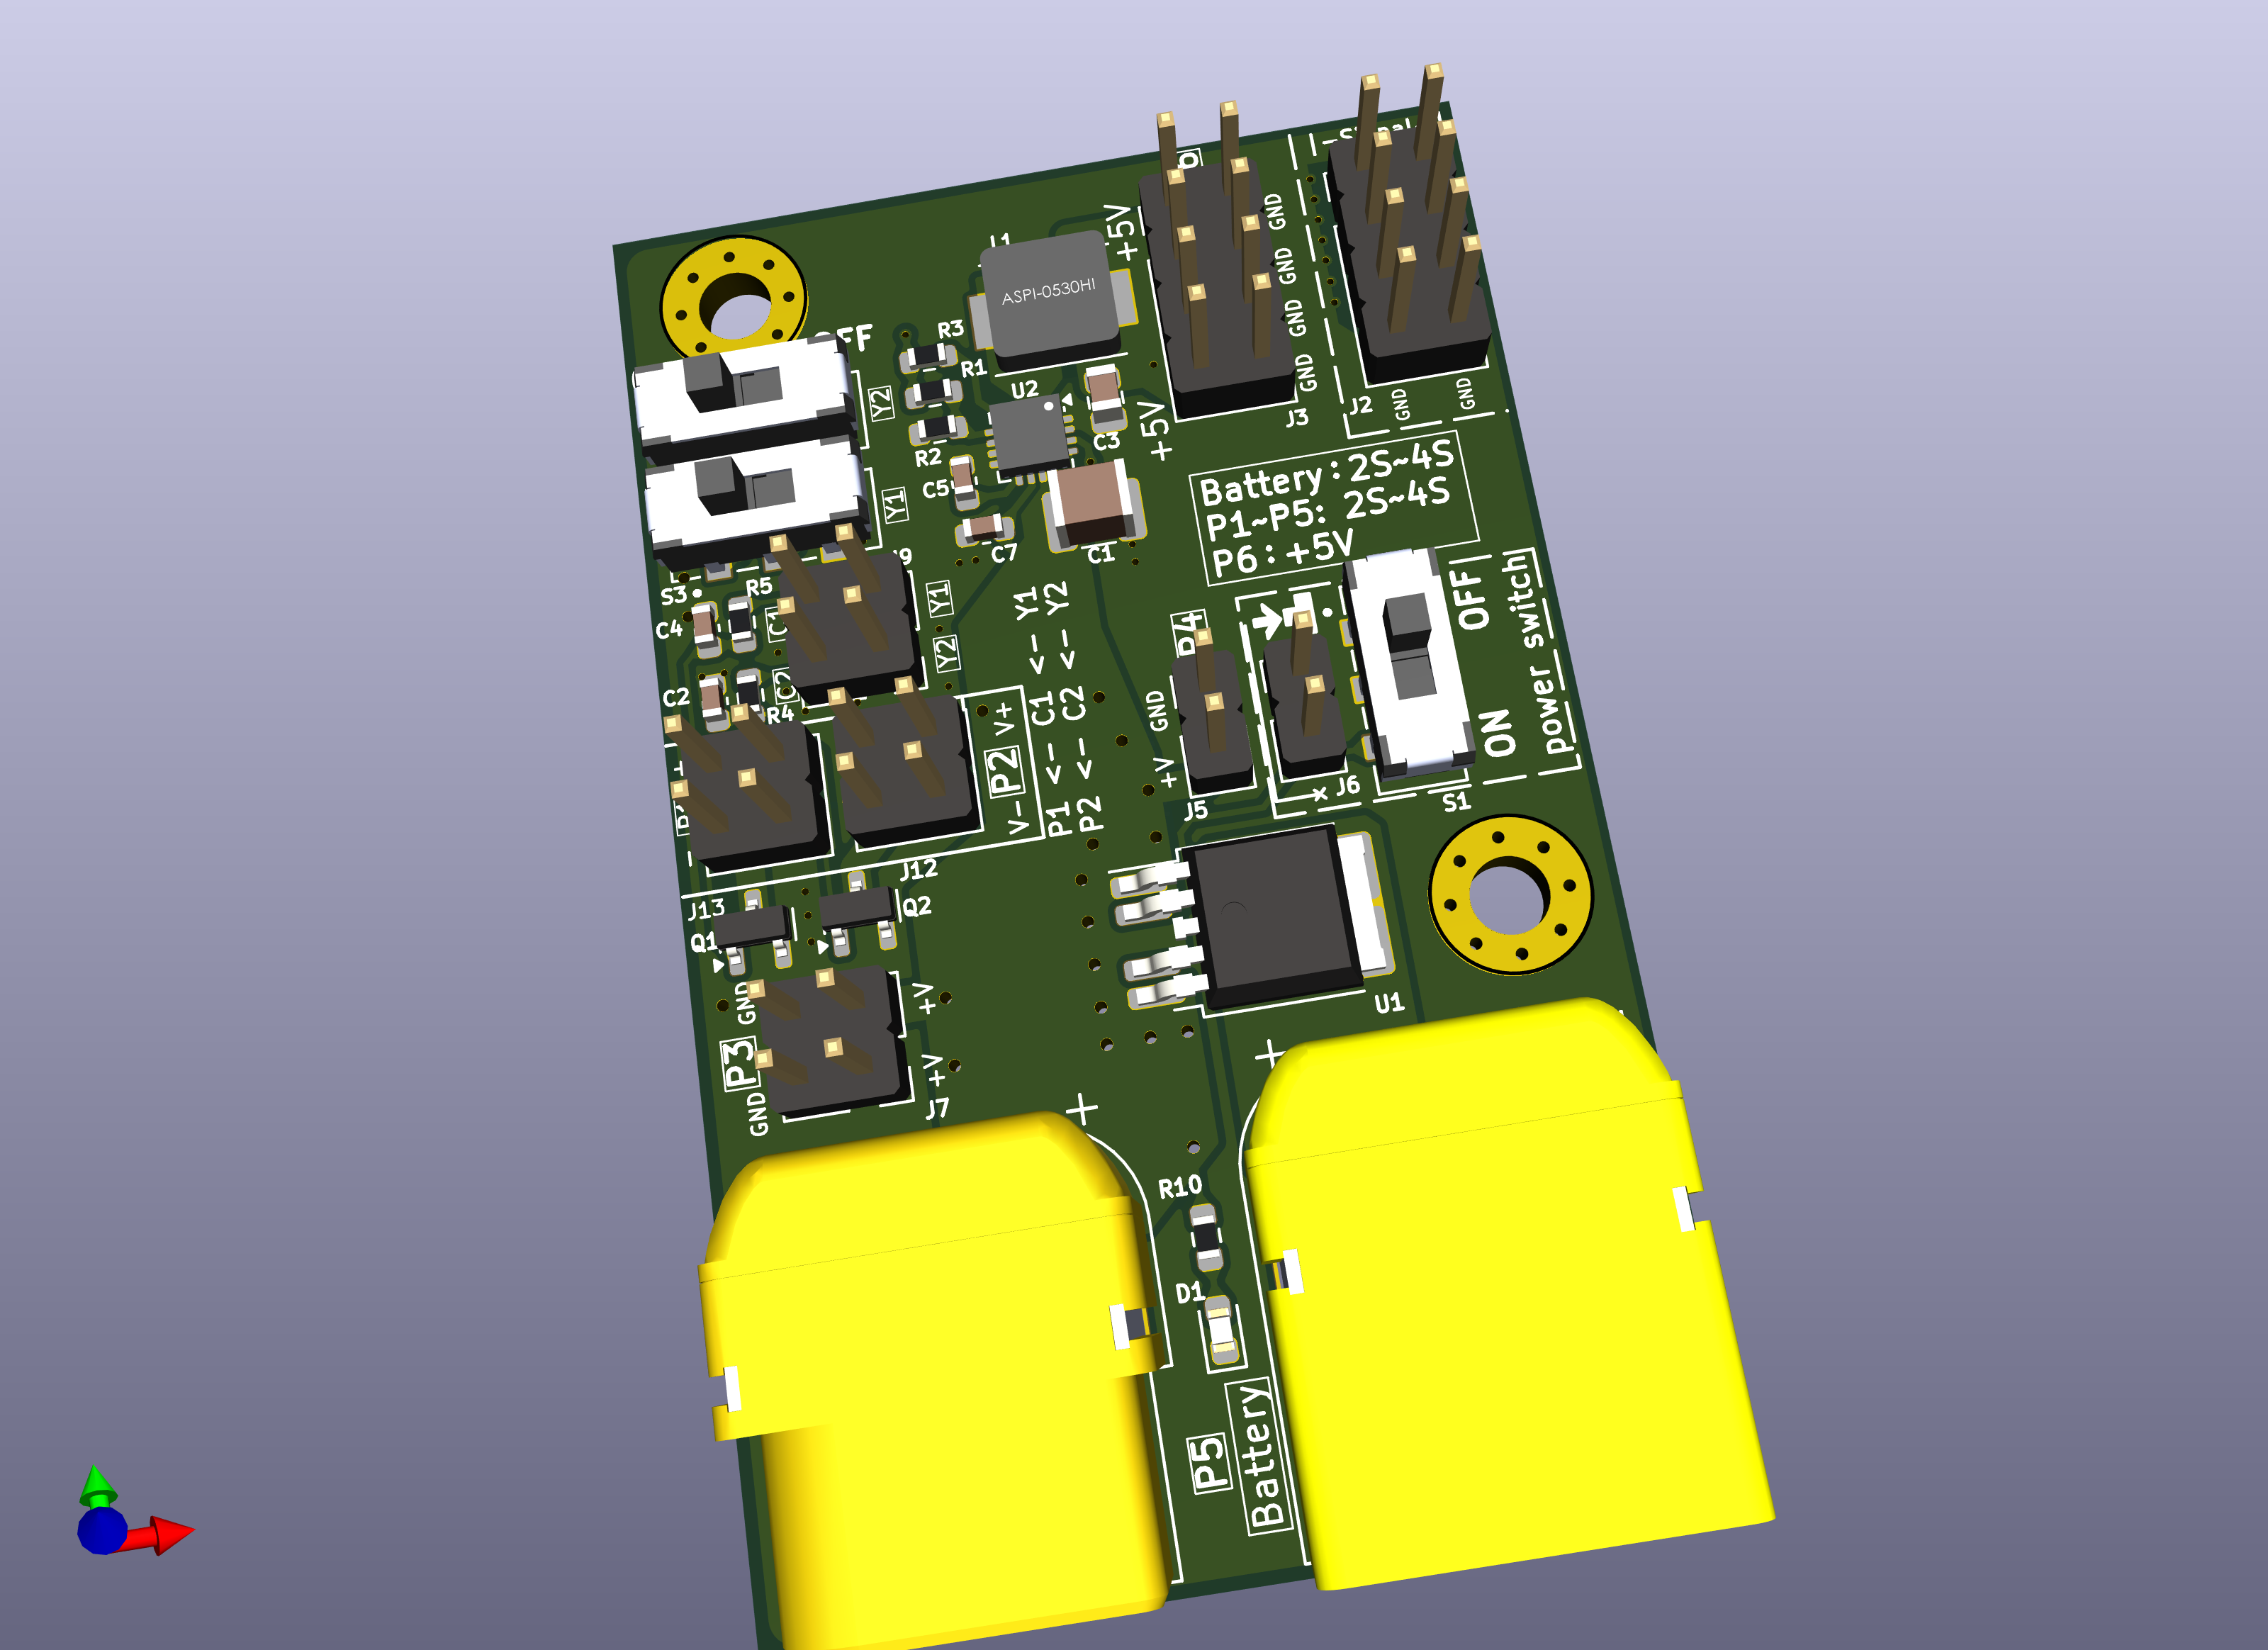 L1
ASPI-0530HI
+5V
GND
GND
GND
GND
J3
J2
GND
GND
R3
R1
U2
R2
C5
C7
C3
C1
+5V
Y2
Y1
Battery:2S~4S
P1~P5: 2S~4S
P6:+5V
S3
R5
C4
C2
R4
Y1
Y2
P1 <-- C1 <-- Y1
P2 <-- C2 <-- Y2
P2
V+
V-
GND
+V
J5
J6
OFF
ON
power switch
S1
J12
J13
Q1
Q2
U1
GND
P3
GND
+V
+V
J7
+
+
R10
D1
P5
Battery